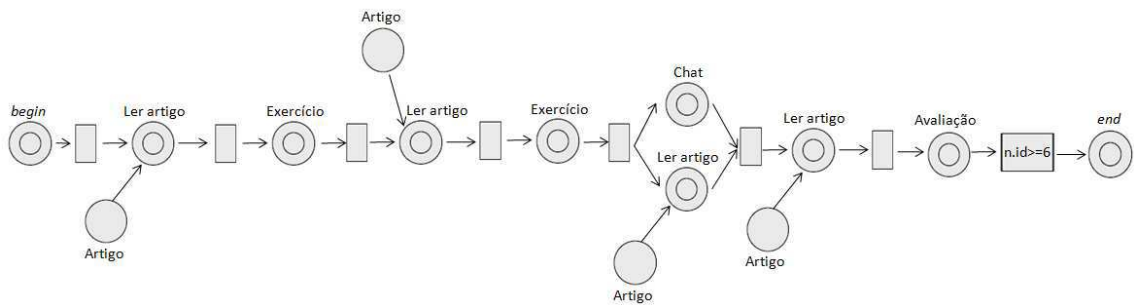 Artigo
Chat
begin
Ler artigo
Exercício
Ler artigo
Exercício
Ler artigo
Avaliação
end
n.id>=6
Ler artigo
Artigo
Artigo
Artigo